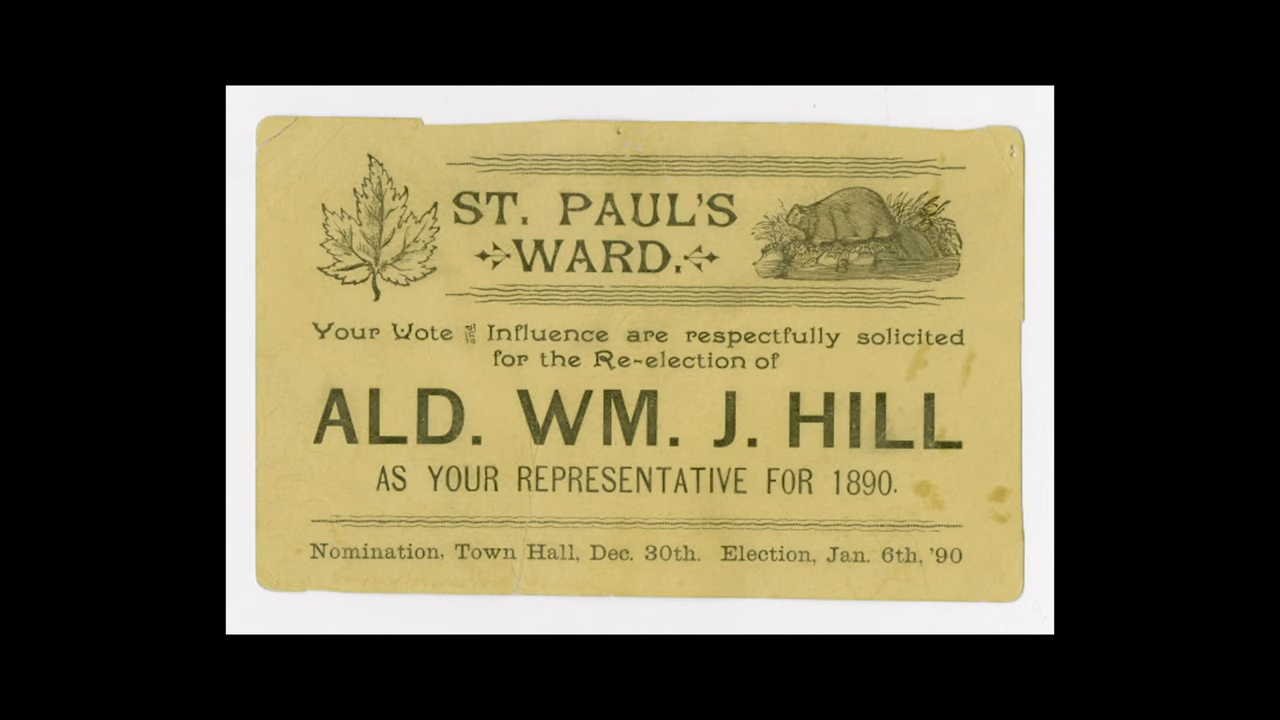 ST. PAUL'S
WARD.
Your Vote and Influence are respectfully solicited
for the Re-election of
ALD. WM. J. HILL
AS YOUR REPRESENTATIVE FOR 1890.
Nomination, Town Hall, Dec. 30th. Election, Jan. 6th, '90